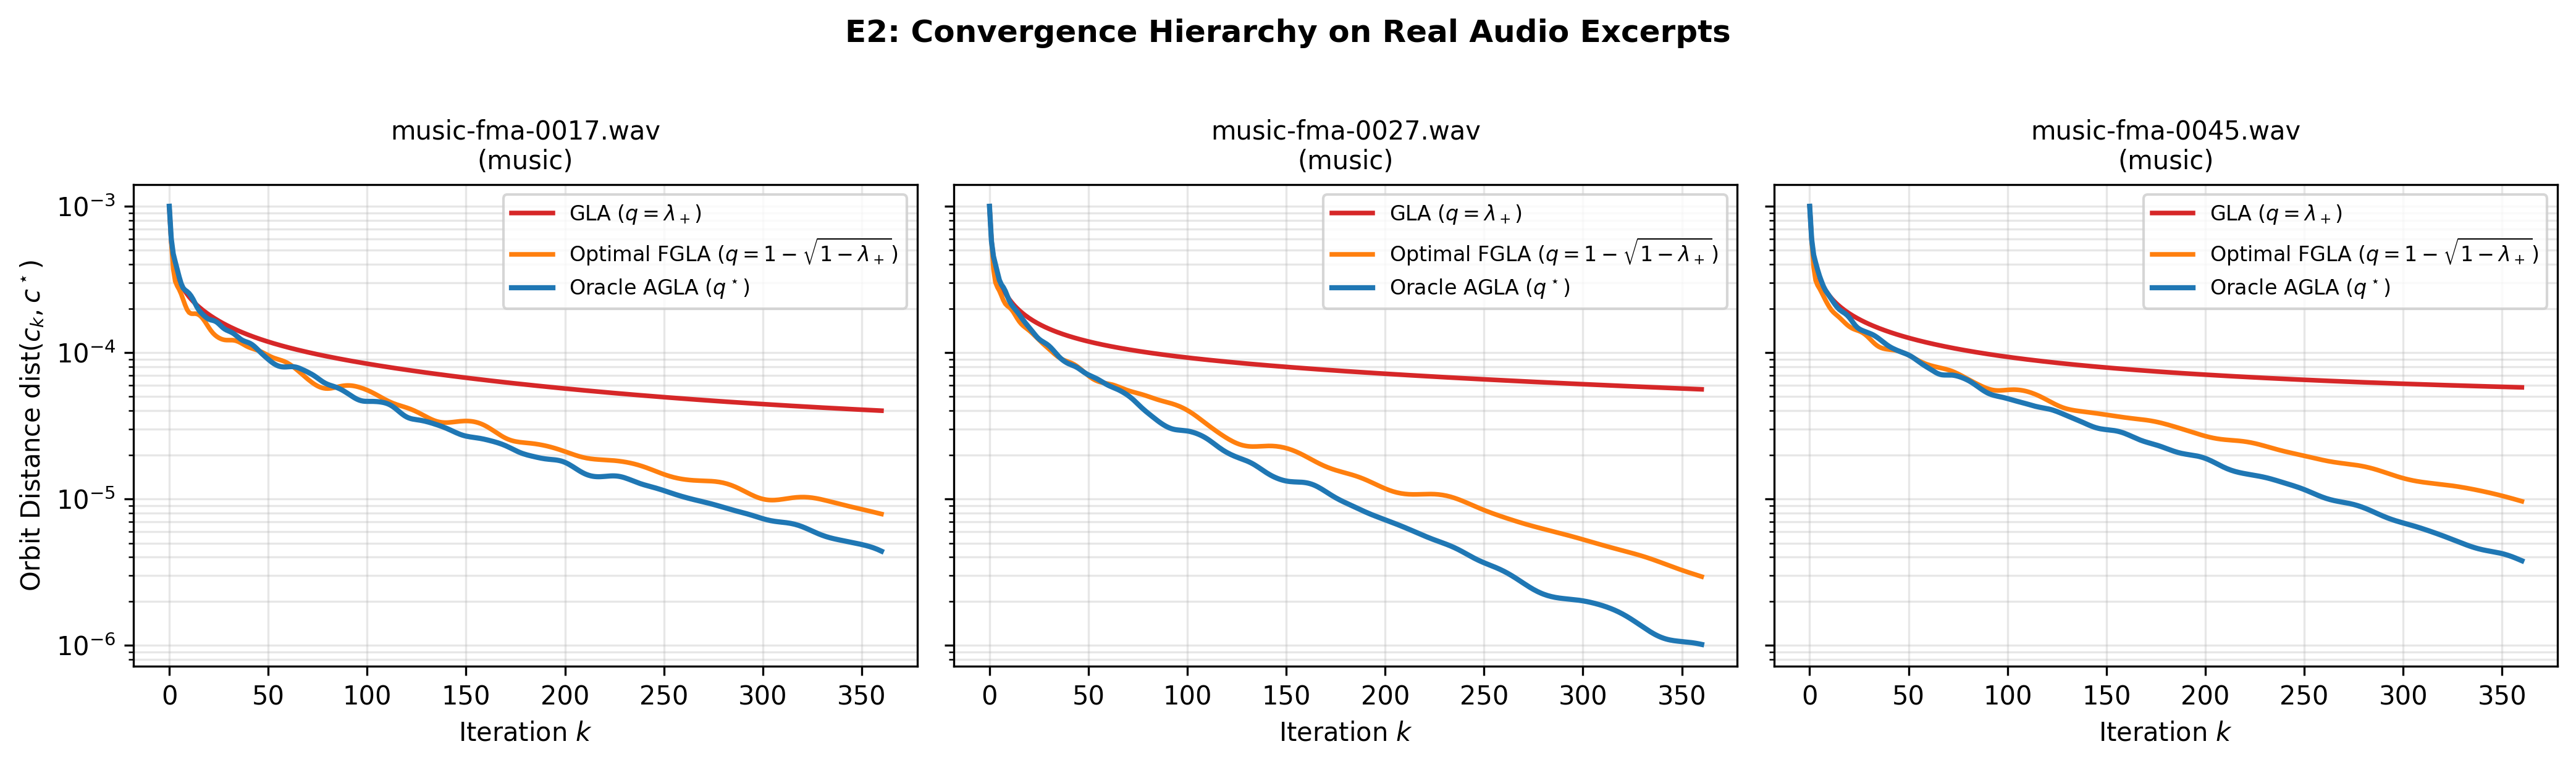 E2: Convergence Hierarchy on Real Audio Excerpts
music-fma-0017.wav
(music)
GLA (q = λ₊)
Optimal FGLA (q = 1 − √(1 − λ₊))
Oracle AGLA (q⋆)
10⁻³
10⁻⁴
10⁻⁵
10⁻⁶
Orbit Distance dist(cₖ, c⋆)
0 50 100 150 200 250 300 350
Iteration k
music-fma-0027.wav
(music)
GLA (q = λ₊)
Optimal FGLA (q = 1 − √(1 − λ₊))
Oracle AGLA (q⋆)
0 50 100 150 200 250 300 350
Iteration k
music-fma-0045.wav
(music)
GLA (q = λ₊)
Optimal FGLA (q = 1 − √(1 − λ₊))
Oracle AGLA (q⋆)
0 50 100 150 200 250 300 350
Iteration k